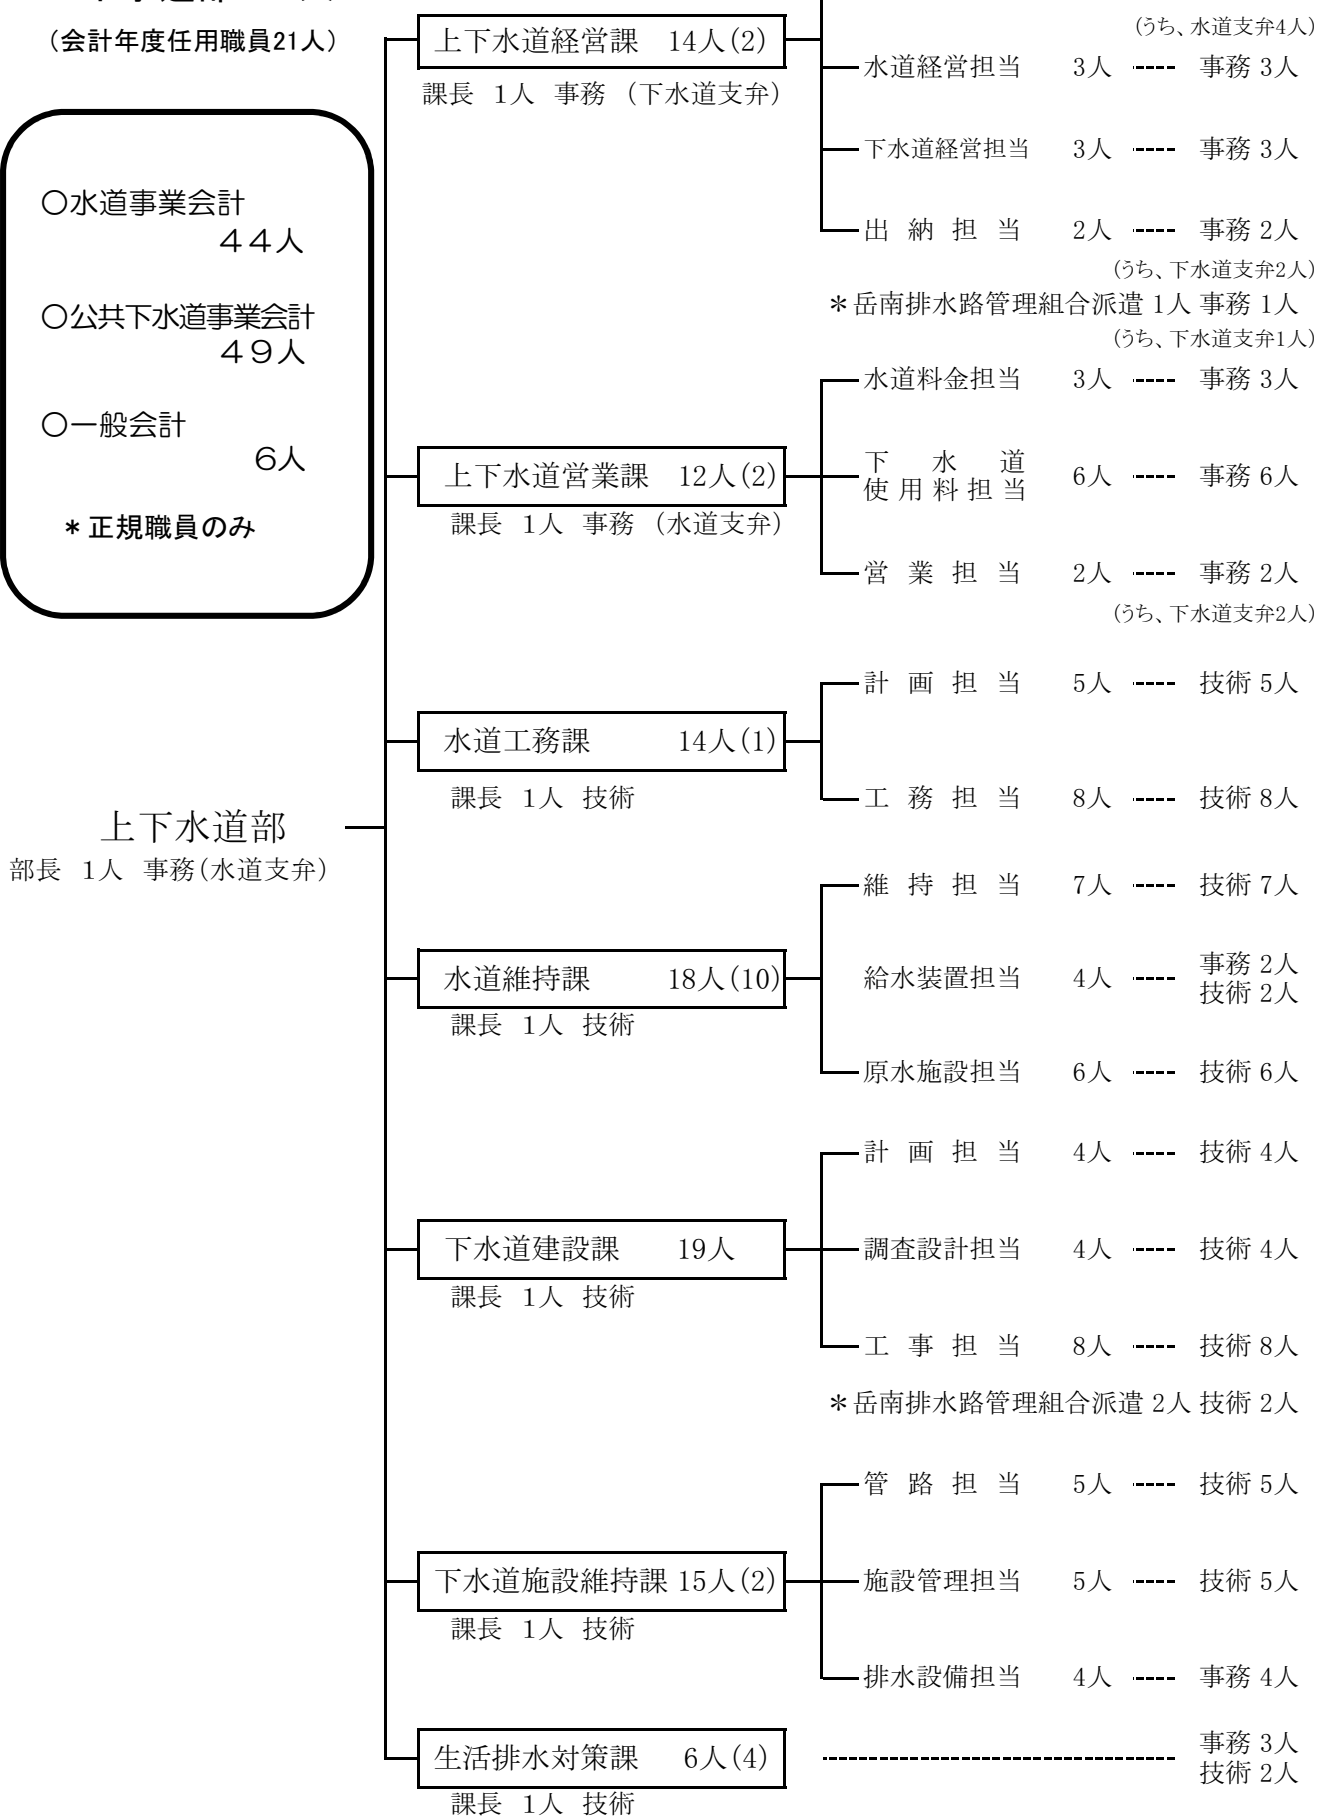 (会計年度任用職員21人)
○水道事業会計
44人
○公共下水道事業会計
49人
○一般会計
6人
*正規職員のみ
上下水道部
部長 1人 事務(水道支弁)
上下水道経営課 14人(2)
課長 1人 事務 (下水道支弁)
(うち、水道支弁4人)
水道経営担当 3人 ---- 事務 3人
下水道経営担当 3人 ---- 事務 3人
出納担当 2人 ---- 事務 2人
(うち、下水道支弁2人)
*岳南排水路管理組合派遣 1人 事務 1人
(うち、下水道支弁1人)
上下水道営業課 12人(2)
課長 1人 事務 (水道支弁)
水道料金担当 3人 ---- 事務 3人
下水道
使用料担当 6人 ---- 事務 6人
営業担当 2人 ---- 事務 2人
(うち、下水道支弁2人)
水道工務課 14人(1)
課長 1人 技術
計画担当 5人 ---- 技術 5人
工務担当 8人 ---- 技術 8人
水道維持課 18人(10)
課長 1人 技術
維持担当 7人 ---- 技術 7人
給水装置担当 4人 ---- 事務 2人
技術 2人
原水施設担当 6人 ---- 技術 6人
下水道建設課 19人
課長 1人 技術
計画担当 4人 ---- 技術 4人
調査設計担当 4人 ---- 技術 4人
工事担当 8人 ---- 技術 8人
*岳南排水路管理組合派遣 2人 技術 2人
下水道施設維持課 15人(2)
課長 1人 技術
管路担当 5人 ---- 技術 5人
施設管理担当 5人 ---- 技術 5人
排水設備担当 4人 ---- 事務 4人
生活排水対策課 6人(4)
課長 1人 技術
事務 3人
技術 2人